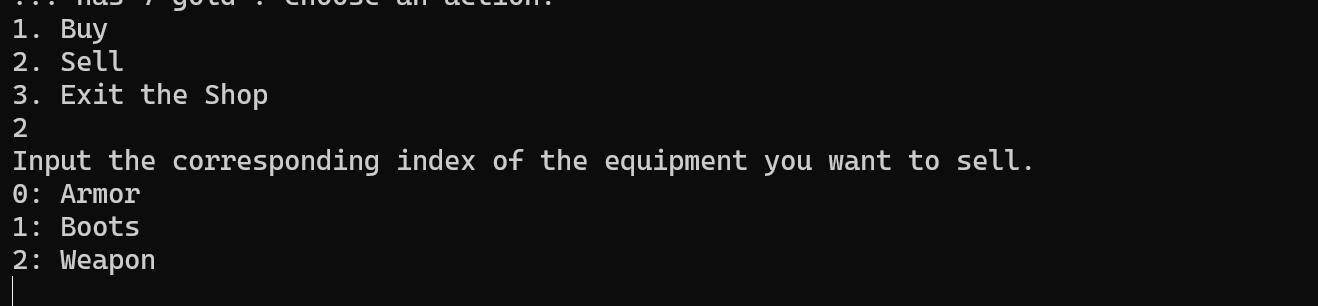 ... has 7 gold . Choose an action:
1. Buy
2. Sell
3. Exit the Shop
2
Input the corresponding index of the equipment you want to sell.
0: Armor
1: Boots
2: Weapon